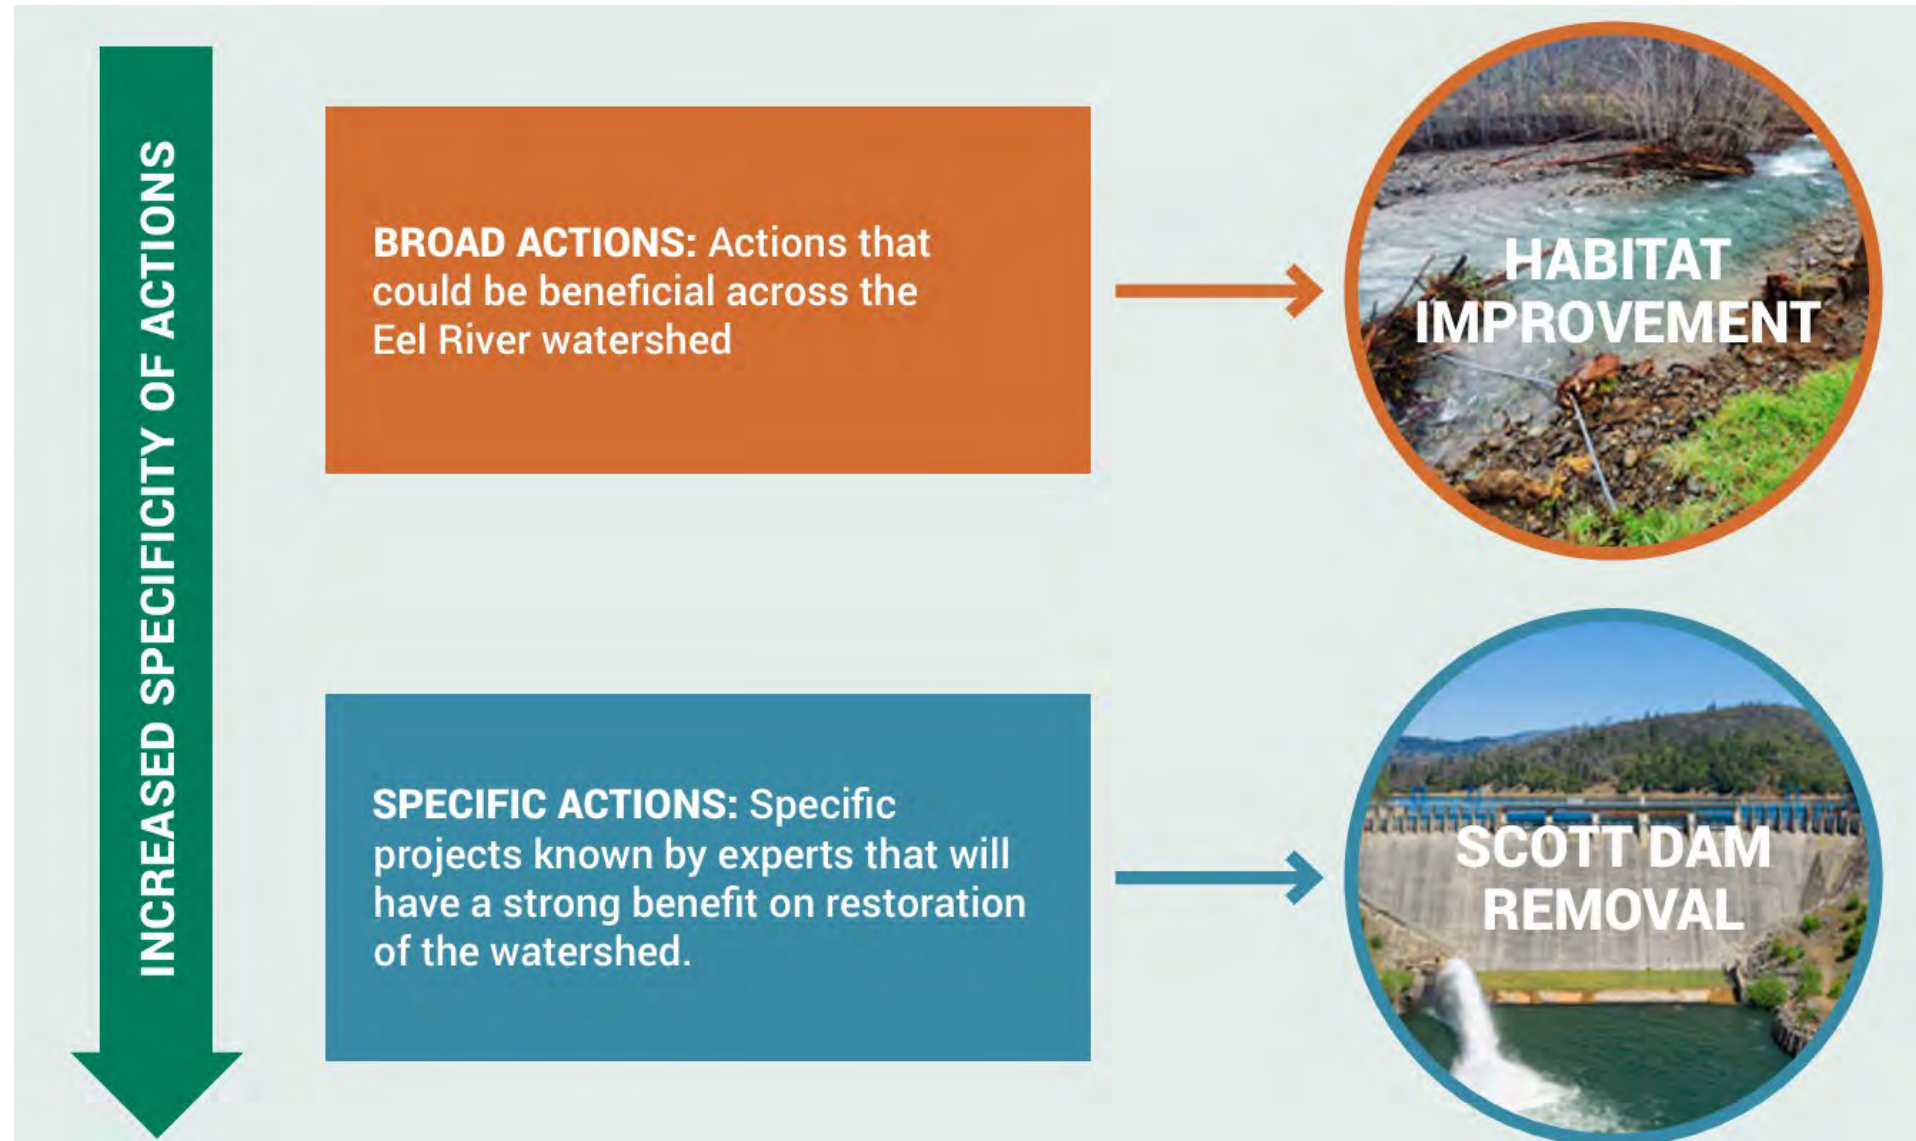 INCREASED SPECIFICITY OF ACTIONS
BROAD ACTIONS: Actions that
could be beneficial across the
Eel River watershed
HABITAT
IMPROVEMENT
SPECIFIC ACTIONS: Specific
projects known by experts that will
have a strong benefit on restoration
of the watershed.
SCOTT DAM
REMOVAL